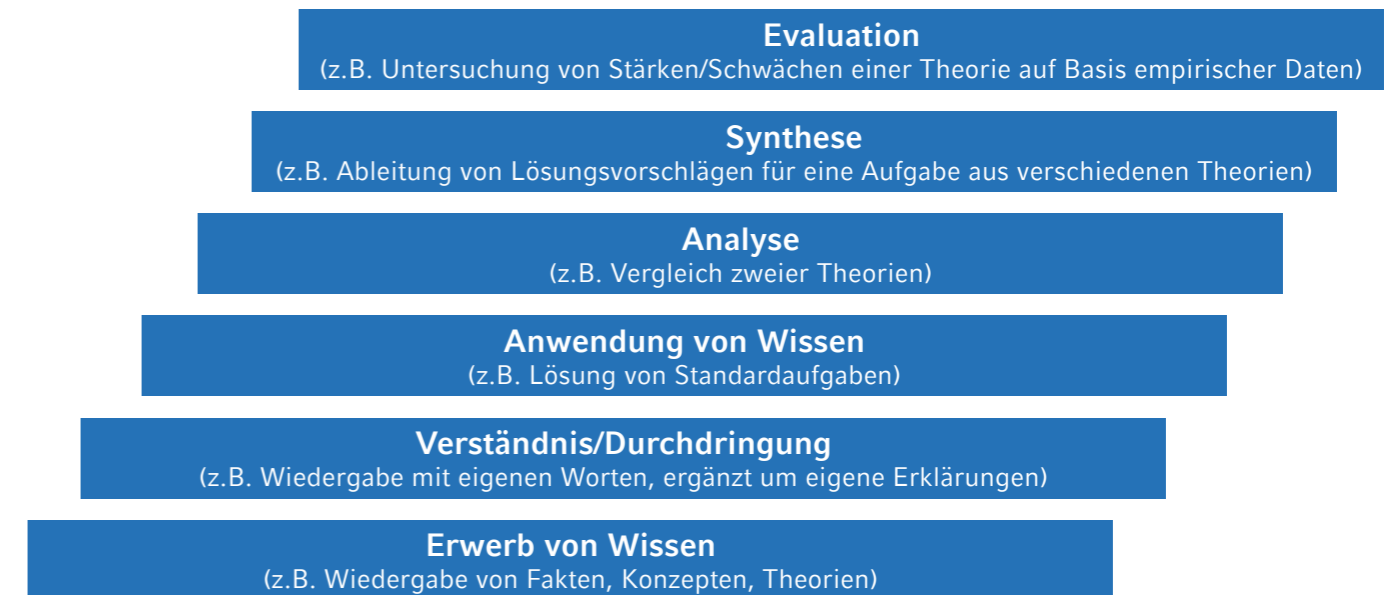 Evaluation
(z.B. Untersuchung von Stärken/Schwächen einer Theorie auf Basis empirischer Daten)
Synthese
(z.B. Ableitung von Lösungsvorschlägen für eine Aufgabe aus verschiedenen Theorien)
Analyse
(z.B. Vergleich zweier Theorien)
Anwendung von Wissen
(z.B. Lösung von Standardaufgaben)
Verständnis/Durchdringung
(z.B. Wiedergabe mit eigenen Worten, ergänzt um eigene Erklärungen)
Erwerb von Wissen
(z.B. Wiedergabe von Fakten, Konzepten, Theorien)